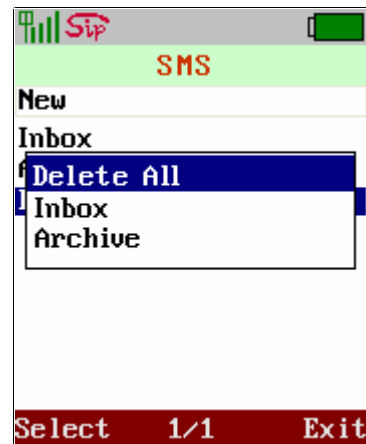 Sip
SMS
New
Inbox
Delete All
Inbox
Archive
Select 1/1 Exit